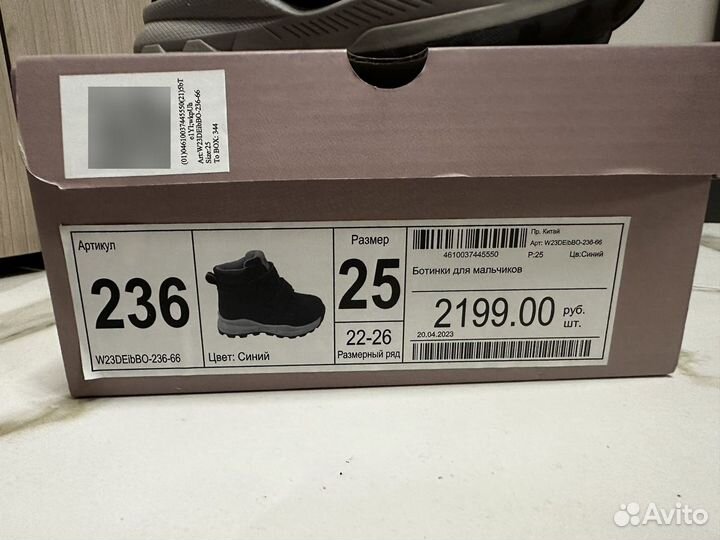 (01)04610037445550(21)5bT
Art:W23DEibBO-236-66
Size:25
To BOX: 344
Артикул
236
W23DEibBO-236-66
Цвет: Синий
Размер
25
22-26
Размерный ряд
Пр. Китай
Арт: W23DEibBO-236-66
4610037445550
Р:25
Цв:Синий
Ботинки для мальчиков
2199.00
руб.
шт.
20.04.2023
Avito